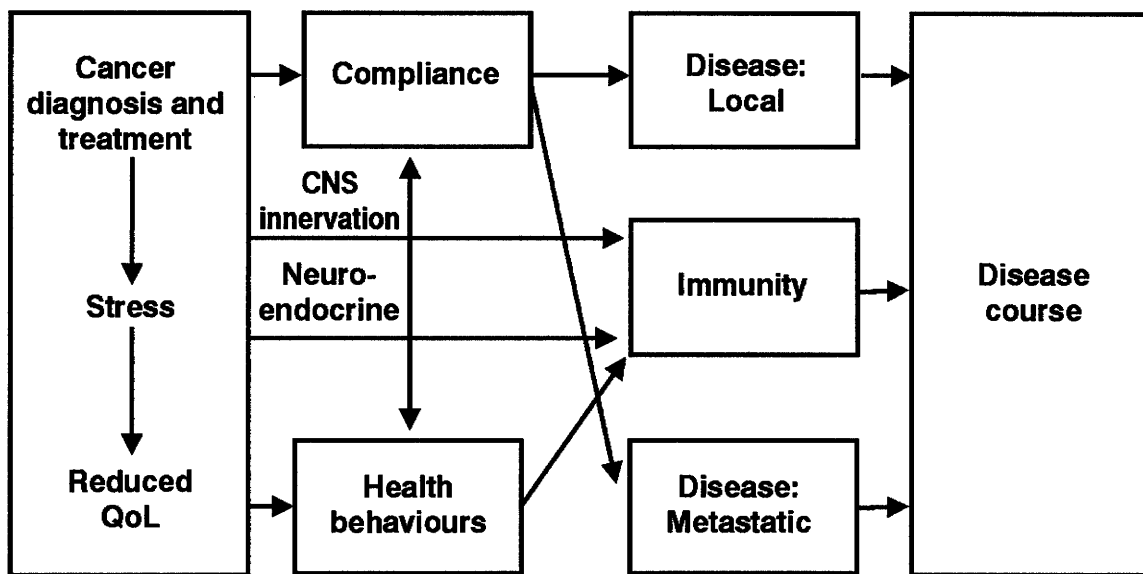 Cancer
diagnosis and
treatment
Stress
Reduced
QoL
Compliance
CNS
innervation
Neuro-
endocrine
Health
behaviours
Disease:
Local
Immunity
Disease:
Metastatic
Disease
course